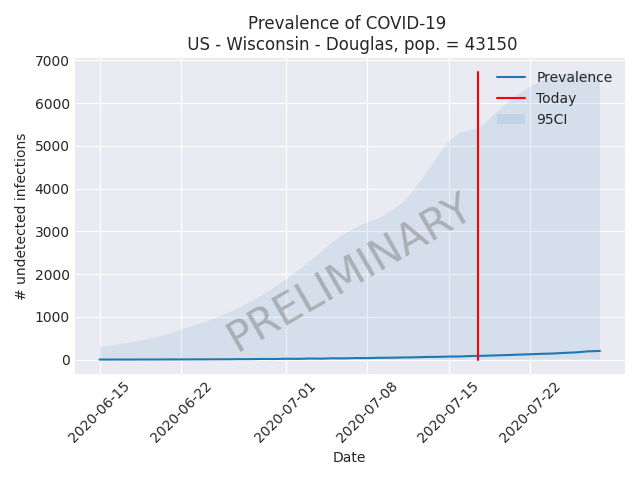 Prevalence of COVID-19
US - Wisconsin - Douglas, pop. = 43150
7000
6000
5000
4000
3000
2000
1000
0
# undetected infections
Prevalence
Today
95CI
PRELIMINARY
2020-06-15
2020-06-22
2020-07-01
2020-07-08
2020-07-15
2020-07-22
Date